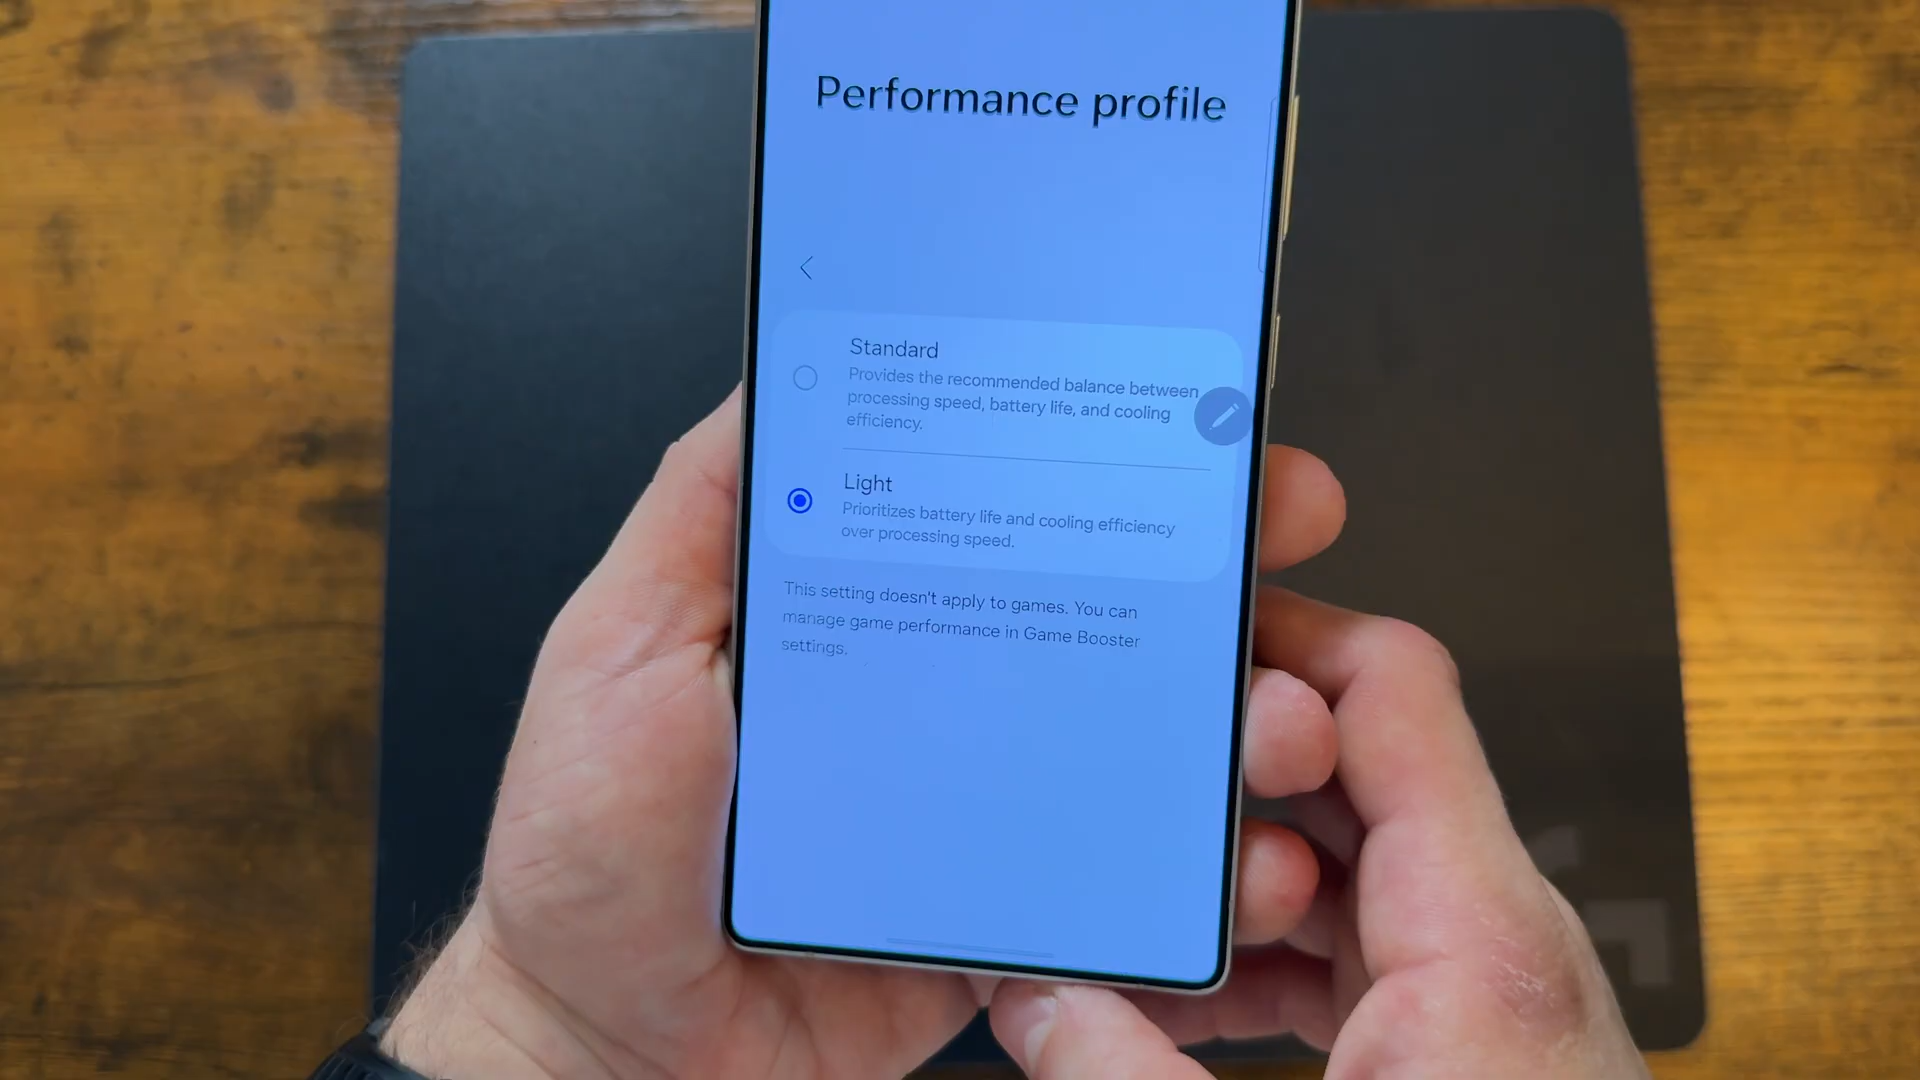 Performance profile
Standard
Provides the recommended balance between
processing speed, battery life, and cooling
efficiency.
Light
Prioritizes battery life and cooling efficiency
over processing speed.
This setting doesn't apply to games. You can
manage game performance in Game Booster
settings.